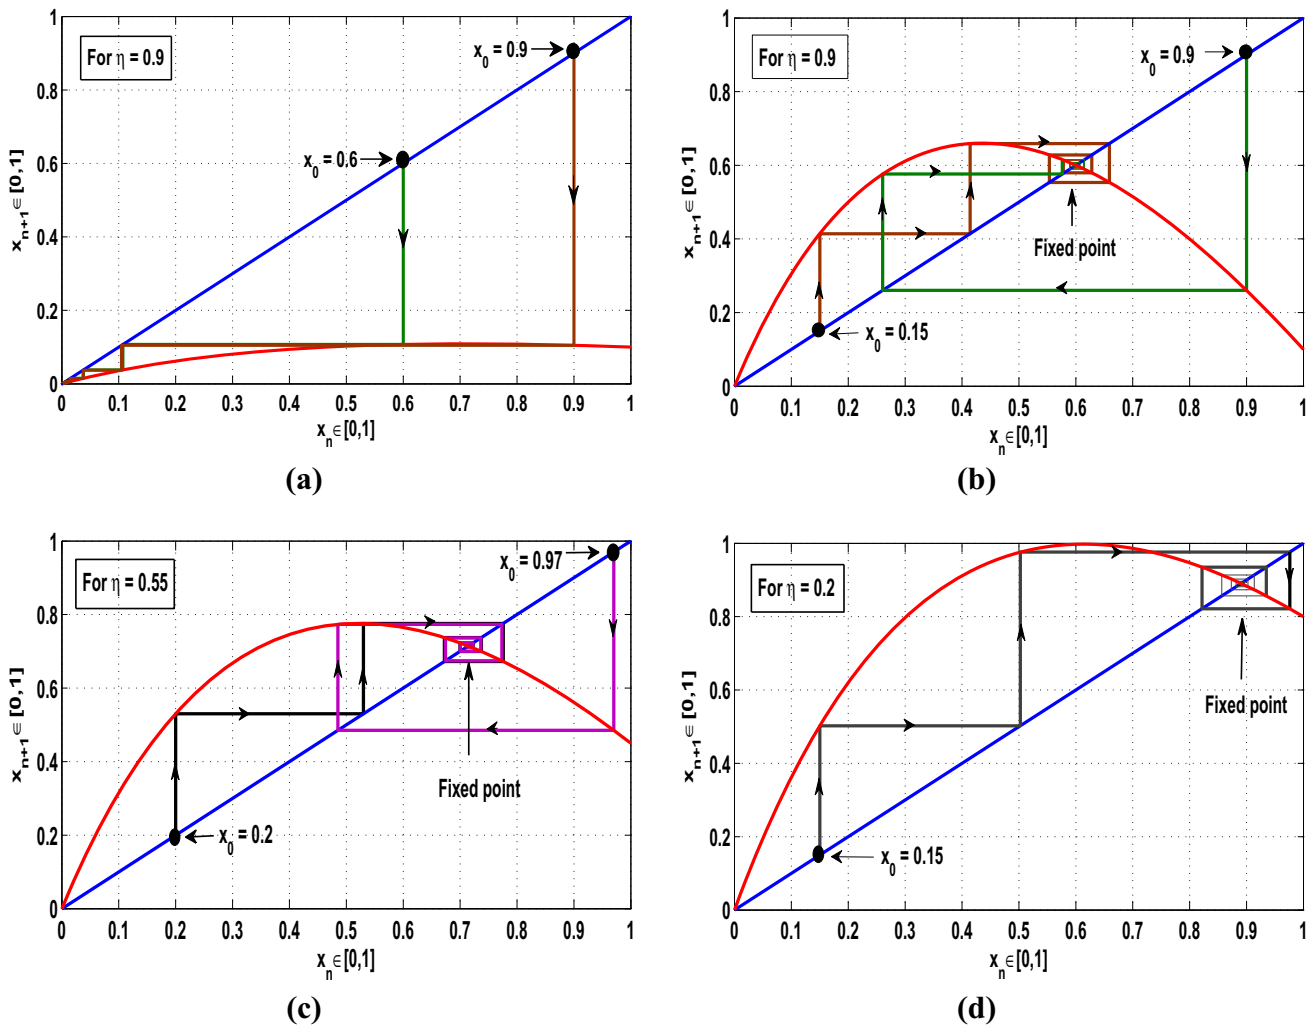 For η = 0.9
x0 = 0.9
x0 = 0.6
xn+1 ∈ [0,1]
1
0.8
0.6
0.4
0.2
0
0 0.1 0.2 0.3 0.4 0.5 0.6 0.7 0.8 0.9 1
xn∈[0,1]
(a)
For η = 0.9
x0 = 0.9
Fixed point
x0 = 0.15
xn+1 ∈ [0,1]
1
0.8
0.6
0.4
0.2
0
0 0.1 0.2 0.3 0.4 0.5 0.6 0.7 0.8 0.9 1
xn∈[0,1]
(b)
For η = 0.55
x0 = 0.97
Fixed point
x0 = 0.2
xn+1 ∈ [0,1]
1
0.8
0.6
0.4
0.2
0
0 0.1 0.2 0.3 0.4 0.5 0.6 0.7 0.8 0.9 1
xn∈[0,1]
(c)
For η = 0.2
Fixed point
x0 = 0.15
xn+1 ∈ [0,1]
1
0.8
0.6
0.4
0.2
0
0 0.1 0.2 0.3 0.4 0.5 0.6 0.7 0.8 0.9 1
xn∈[0,1]
(d)